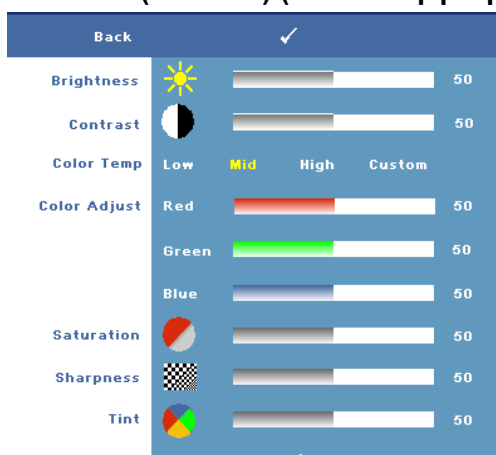 Back
Brightness 50
Contrast 50
Color Temp Low Mid High Custom
Color Adjust Red 50
Green 50
Blue 50
Saturation 50
Sharpness 50
Tint 50